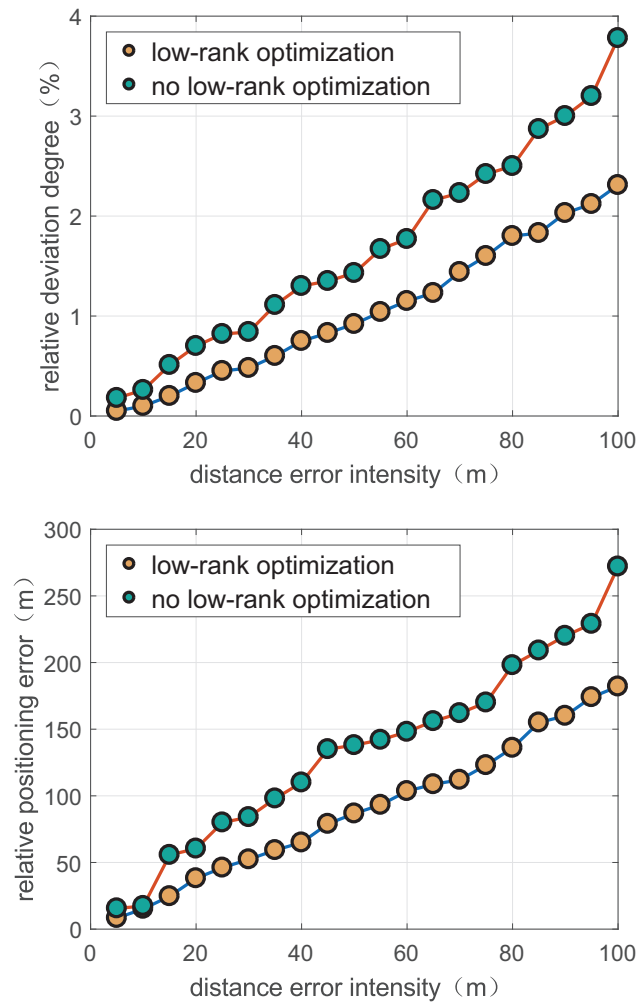 4
3
2
1
0
relative deviation degree（%）
low-rank optimization
no low-rank optimization
0 20 40 60 80 100
distance error intensity（m）
300
250
200
150
100
50
0
relative positioning error（m）
low-rank optimization
no low-rank optimization
0 20 40 60 80 100
distance error intensity（m）